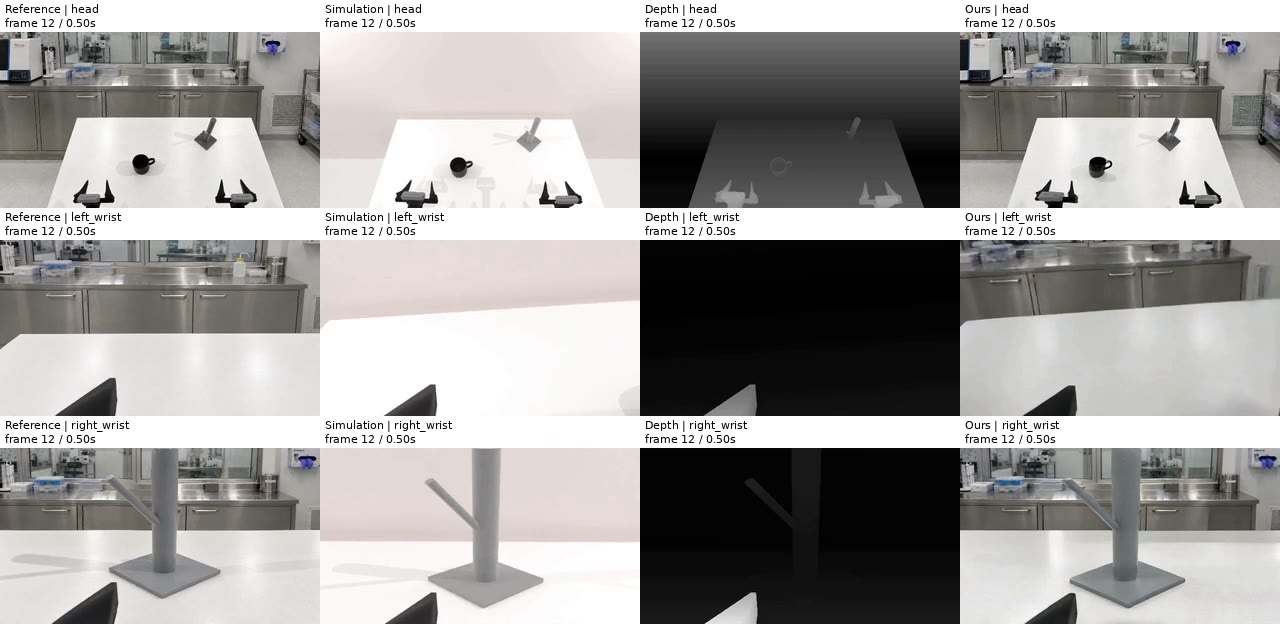 Reference | head
frame 12 / 0.50s
Simulation | head
frame 12 / 0.50s
Depth | head
frame 12 / 0.50s
Ours | head
frame 12 / 0.50s
Reference | left_wrist
frame 12 / 0.50s
Simulation | left_wrist
frame 12 / 0.50s
Depth | left_wrist
frame 12 / 0.50s
Ours | left_wrist
frame 12 / 0.50s
Reference | right_wrist
frame 12 / 0.50s
Simulation | right_wrist
frame 12 / 0.50s
Depth | right_wrist
frame 12 / 0.50s
Ours | right_wrist
frame 12 / 0.50s